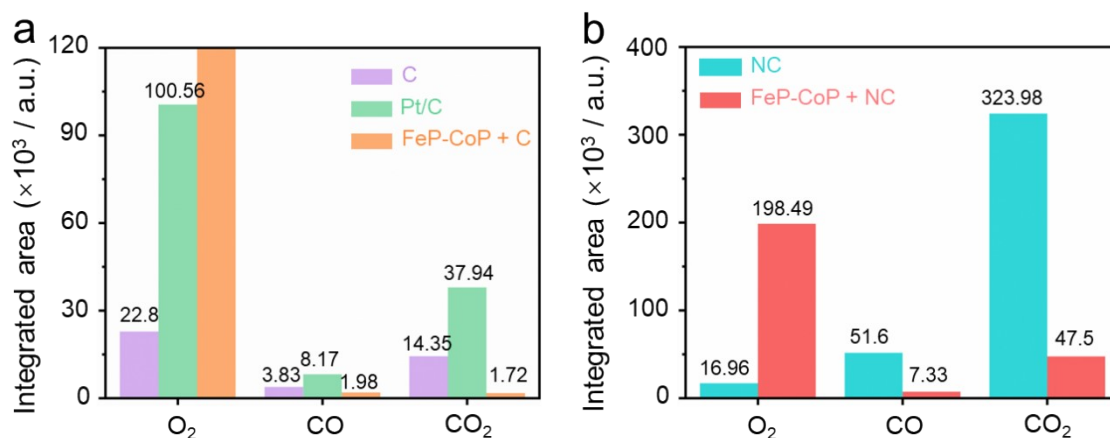 a
Integrated area (×10³ / a.u.)
120
90
60
30
0
C
Pt/C
FeP-CoP + C
22.8
100.56
3.83
8.17
1.98
14.35
37.94
1.72
O₂
CO
CO₂
b
Integrated area (×10³ / a.u.)
400
300
200
100
0
NC
FeP-CoP + NC
16.96
198.49
51.6
7.33
323.98
47.5
O₂
CO
CO₂